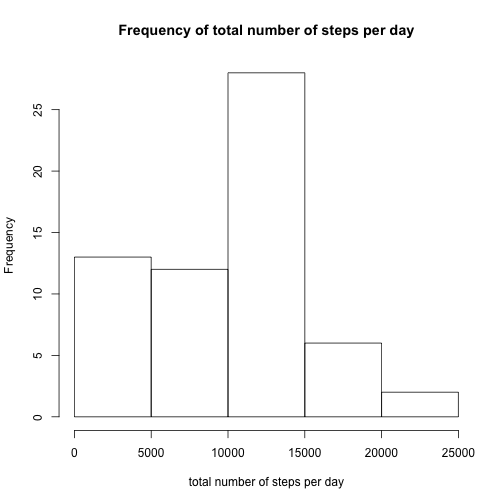 Frequency of total number of steps per day
Frequency
25
20
15
10
5
0
0 5000 10000 15000 20000 25000
total number of steps per day